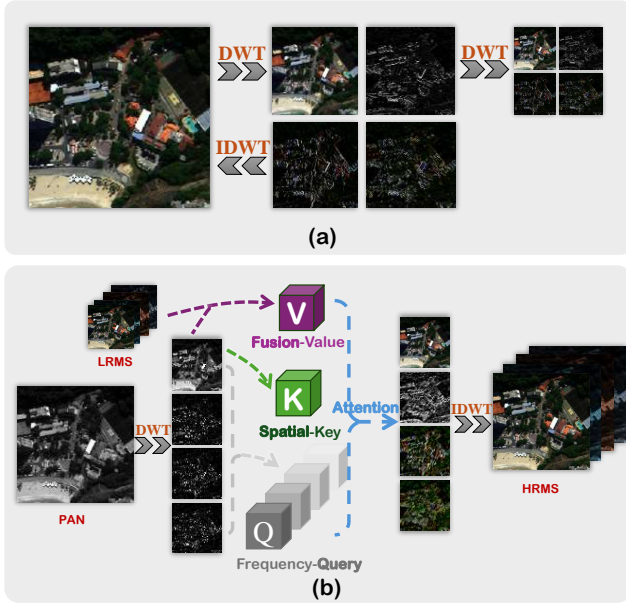 DWT
DWT
IDWT
(a)
V
Fusion-Value
LRMS
K
Attention
IDWT
DWT
Spatial-Key
PAN
Q
HRMS
Frequency-Query
(b)